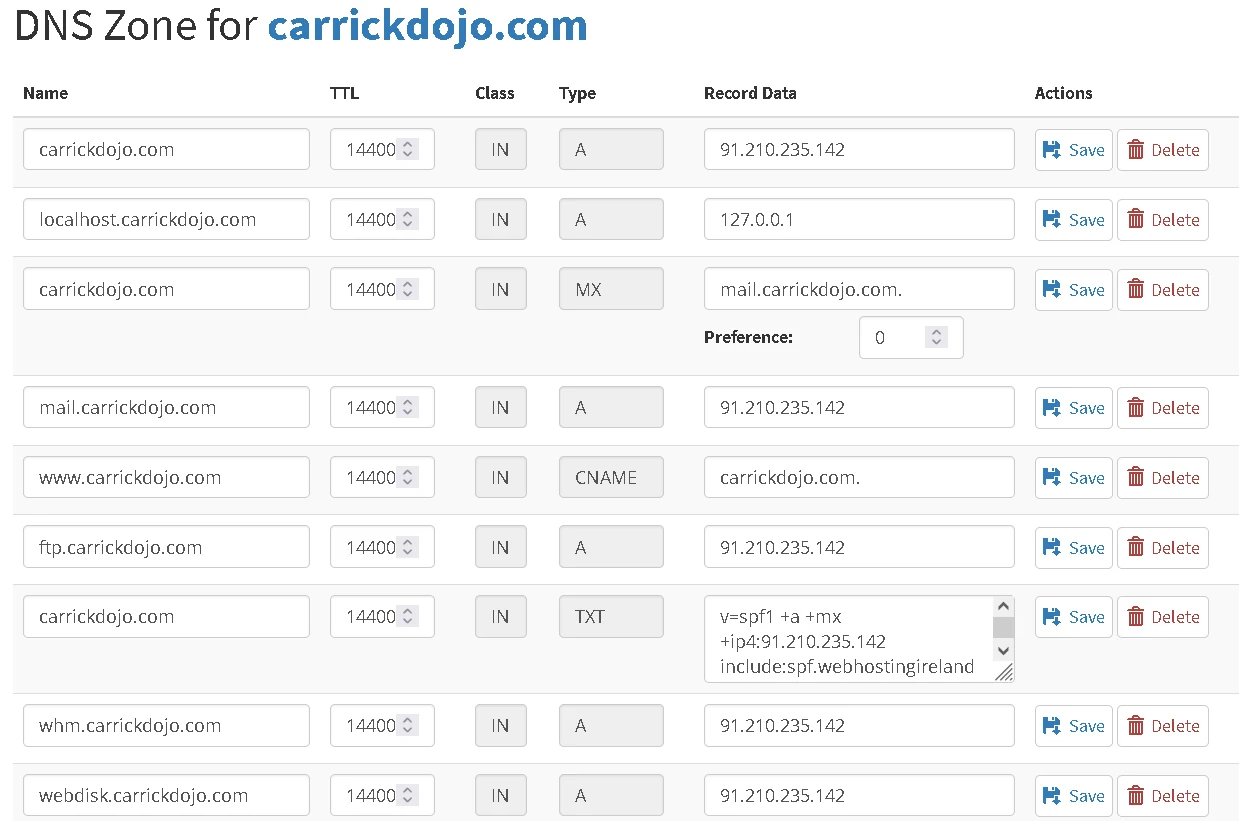 DNS Zone for carrickdojo.com
Name TTL Class Type Record Data Actions
carrickdojo.com 14400 IN A 91.210.235.142 Save Delete
localhost.carrickdojo.com 14400 IN A 127.0.0.1 Save Delete
carrickdojo.com 14400 IN MX mail.carrickdojo.com. Save Delete
Preference: 0
mail.carrickdojo.com 14400 IN A 91.210.235.142 Save Delete
www.carrickdojo.com 14400 IN CNAME carrickdojo.com. Save Delete
ftp.carrickdojo.com 14400 IN A 91.210.235.142 Save Delete
carrickdojo.com 14400 IN TXT v=spf1 +a +mx Save Delete
+ip4:91.210.235.142
include:spf.webhostingireland
whm.carrickdojo.com 14400 IN A 91.210.235.142 Save Delete
webdisk.carrickdojo.com 14400 IN A 91.210.235.142 Save Delete